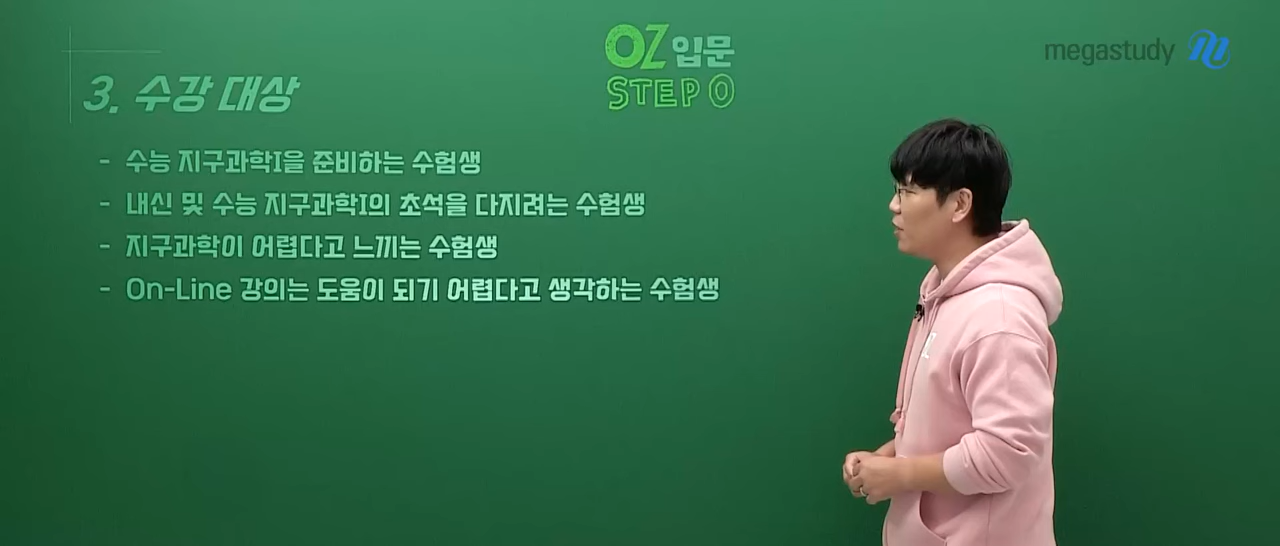 OZ 입문
STEP 0
megastudy
3. 수강 대상
- 수능 지구과학I을 준비하는 수험생
- 내신 및 수능 지구과학I의 초석을 다지려는 수험생
- 지구과학이 어렵다고 느끼는 수험생
- On-Line 강의는 도움이 되기 어렵다고 생각하는 수험생